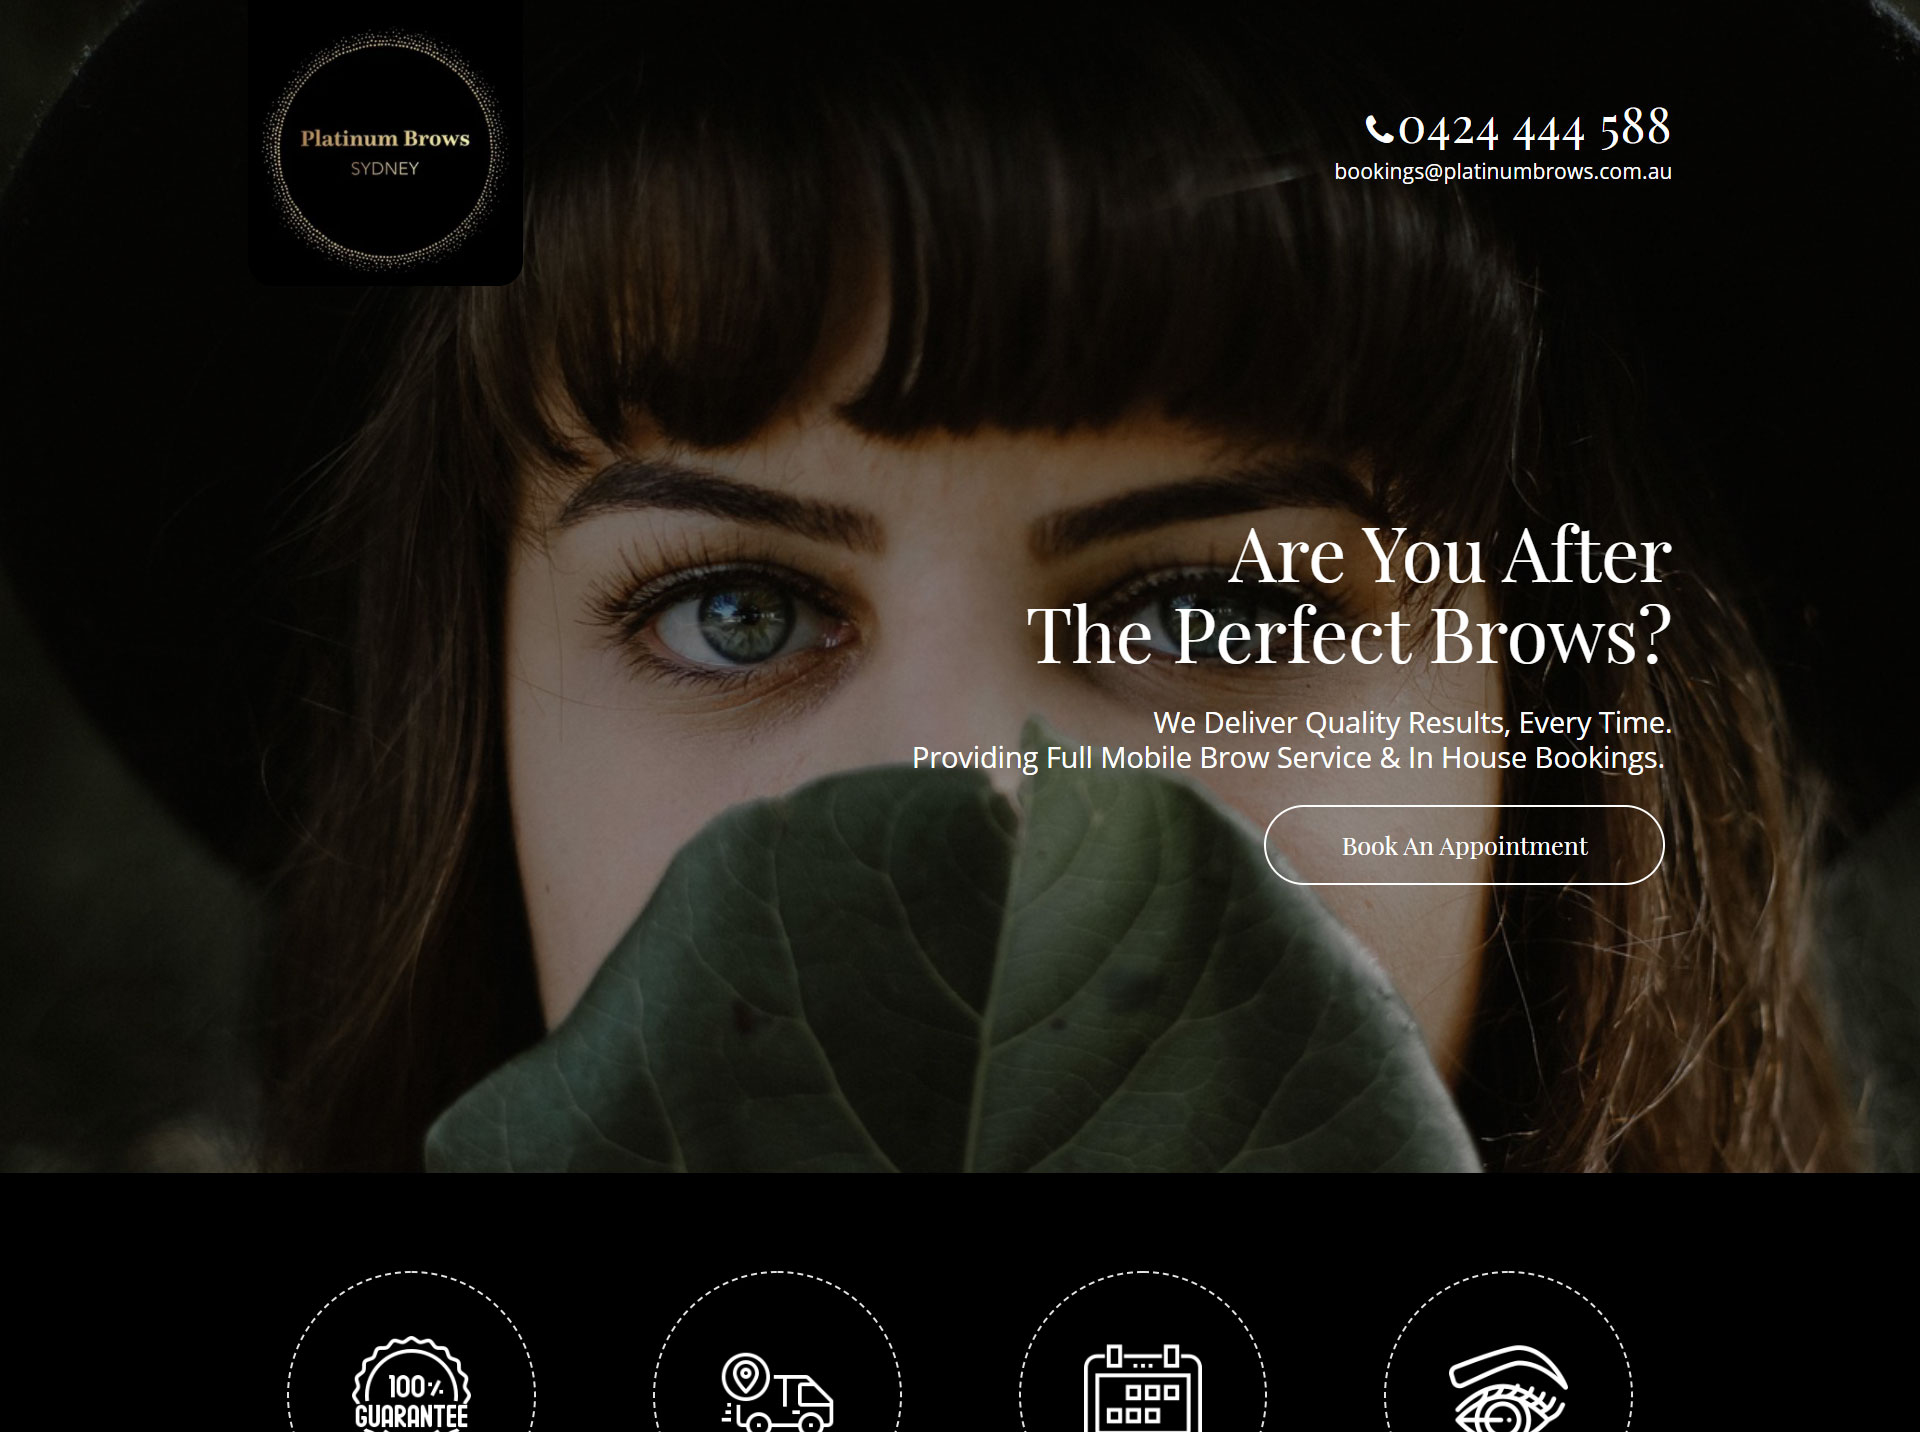 Platinum Brows
SYDNEY
0424 444 588
bookings@platinumbrows.com.au
Are You After
The Perfect Brows?
We Deliver Quality Results, Every Time.
Providing Full Mobile Brow Service & In House Bookings.
Book An Appointment
100%
GUARANTEE